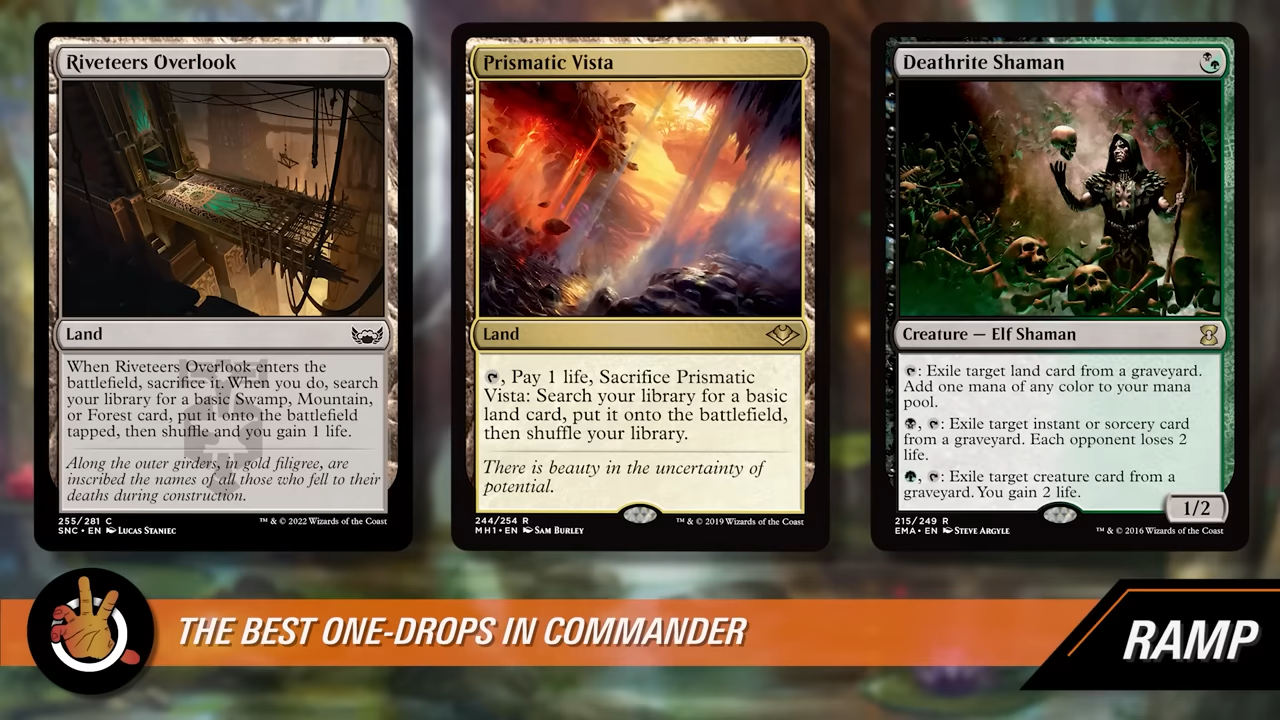 Riveteers Overlook
Land
When Riveteers Overlook enters the
battlefield, sacrifice it. When you do, search
your library for a basic Swamp, Mountain,
or Forest card, put it onto the battlefield
tapped, then shuffle and you gain 1 life.
Along the outer girders, in gold filigree, are
inscribed the names of all those who fell to their
deaths during construction.
255/281 C
SNC • EN Lucas Staniec
™ & © 2022 Wizards of the Coast
Prismatic Vista
Land
, Pay 1 life, Sacrifice Prismatic
Vista: Search your library for a basic
land card, put it onto the battlefield,
then shuffle your library.
There is beauty in the uncertainty of
potential.
244/254 R
MH1 • EN Sam Burley
™ & © 2019 Wizards of the Coast
Deathrite Shaman
Creature — Elf Shaman
: Exile target land card from a graveyard.
Add one mana of any color to your mana
pool.
, : Exile target instant or sorcery card
from a graveyard. Each opponent loses 2
life.
, : Exile target creature card from a
graveyard. You gain 2 life.
1/2
215/249 R
EMA • EN Steve Argyle
™ & © 2016 Wizards of the Coast
THE BEST ONE-DROPS IN COMMANDER
RAMP